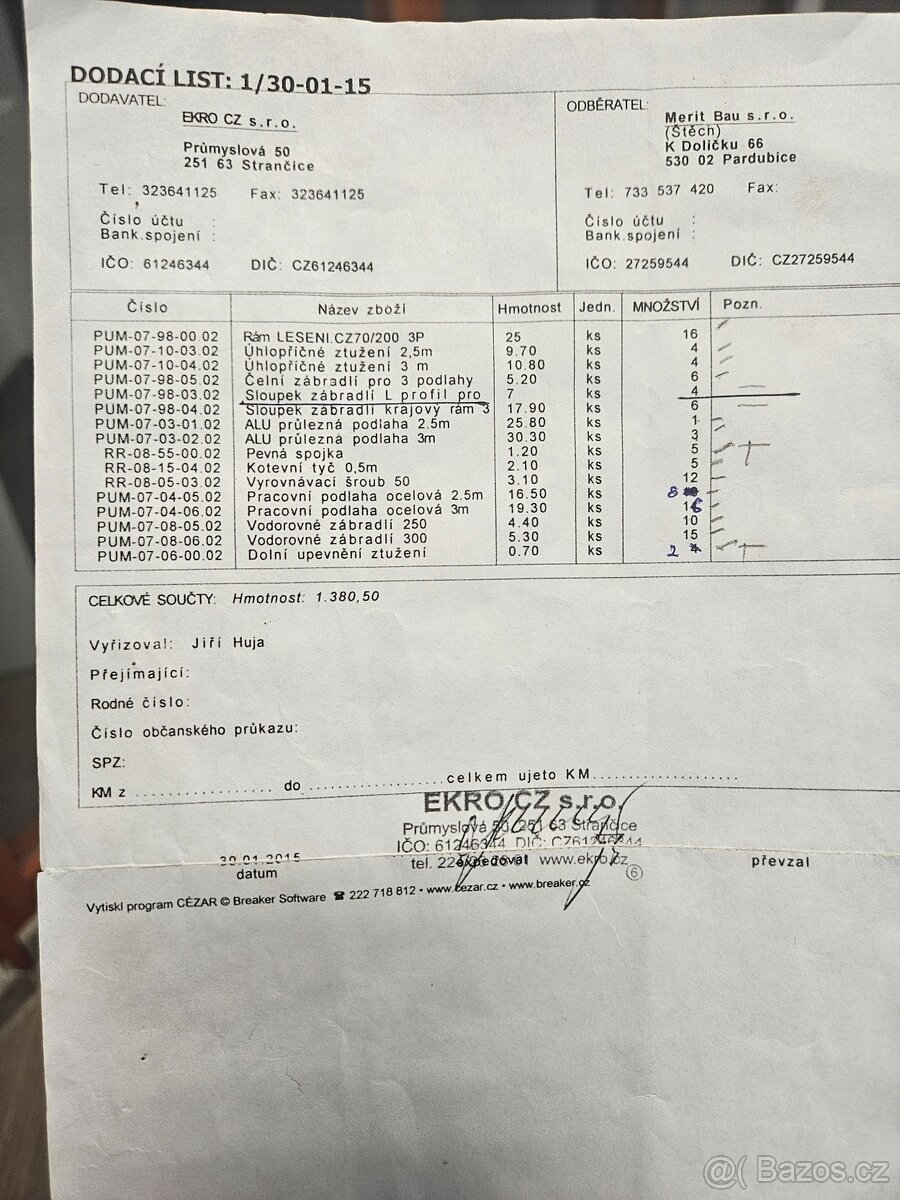 DODACÍ LIST: 1/30-01-15
DODAVATEL:
EKRO CZ s.r.o.
Průmyslová 50
251 63 Strančice
Tel: 323641125 Fax: 323641125
Číslo účtu :
Bank.spojení :
IČO: 61246344 DIČ: CZ61246344
ODBĚRATEL:
Merit Bau s.r.o.
(Štěch)
K Dolíčku 66
530 02 Pardubice
Tel: 733 537 420 Fax:
Číslo účtu :
Bank.spojení :
IČO: 27259544 DIČ: CZ27259544
Číslo Název zboží Hmotnost Jedn. MNOŽSTVÍ Pozn.
PUM-07-98-00.02 Rám LESENI.CZ70/200 3P 25 ks 16
PUM-07-10-03.02 Úhlopříčné ztužení 2,5m 9.70 ks 4
PUM-07-10-04.02 Úhlopříčné ztužení 3 m 10.80 ks 4
PUM-07-98-05.02 Čelní zábradlí pro 3 podlahy 5.20 ks 6
PUM-07-98-03.02 Sloupek zábradlí L profil pro 7 ks 4
PUM-07-98-04.02 Sloupek zábradlí krajový rám 3 17.90 ks 6
PUM-07-03-01.02 ALU průlezná podlaha 2.5m 25.80 ks 1
PUM-07-03-02.02 ALU průlezná podlaha 3m 30.30 ks 3
RR-08-55-00.02 Pevná spojka 1.20 ks 5
RR-08-15-04.02 Kotevní tyč 0,5m 2.10 ks 5
RR-08-05-03.02 Vyrovnávací šroub 50 3.10 ks 12
PUM-07-04-05.02 Pracovní podlaha ocelová 2.5m 16.50 ks 8
PUM-07-04-06.02 Pracovní podlaha ocelová 3m 19.30 ks 16
PUM-07-08-05.02 Vodorovné zábradlí 250 4.40 ks 10
PUM-07-08-06.02 Vodorovné zábradlí 300 5.30 ks 15
PUM-07-06-00.02 Dolní upevnění ztužení 0.70 ks 2
CELKOVÉ SOUČTY: Hmotnost: 1.380,50
Vyřizoval: Jiří Huja
Přejímající:
Rodné číslo:
Číslo občanského průkazu:
SPZ:
KM z .................. do ..................celkem ujeto KM...................
EKRO CZ s.r.o.
Průmyslová 50, 251 63 Strančice
IČO: 61246344 DIČ: CZ61246344
tel. www.ekro.cz
6
30.01.2015 expedoval převzal
datum
Vytiskl program CÉZAR © Breaker Software ☎ 222 718 812 • www.cezar.cz • www.breaker.cz
@( Bazos.cz